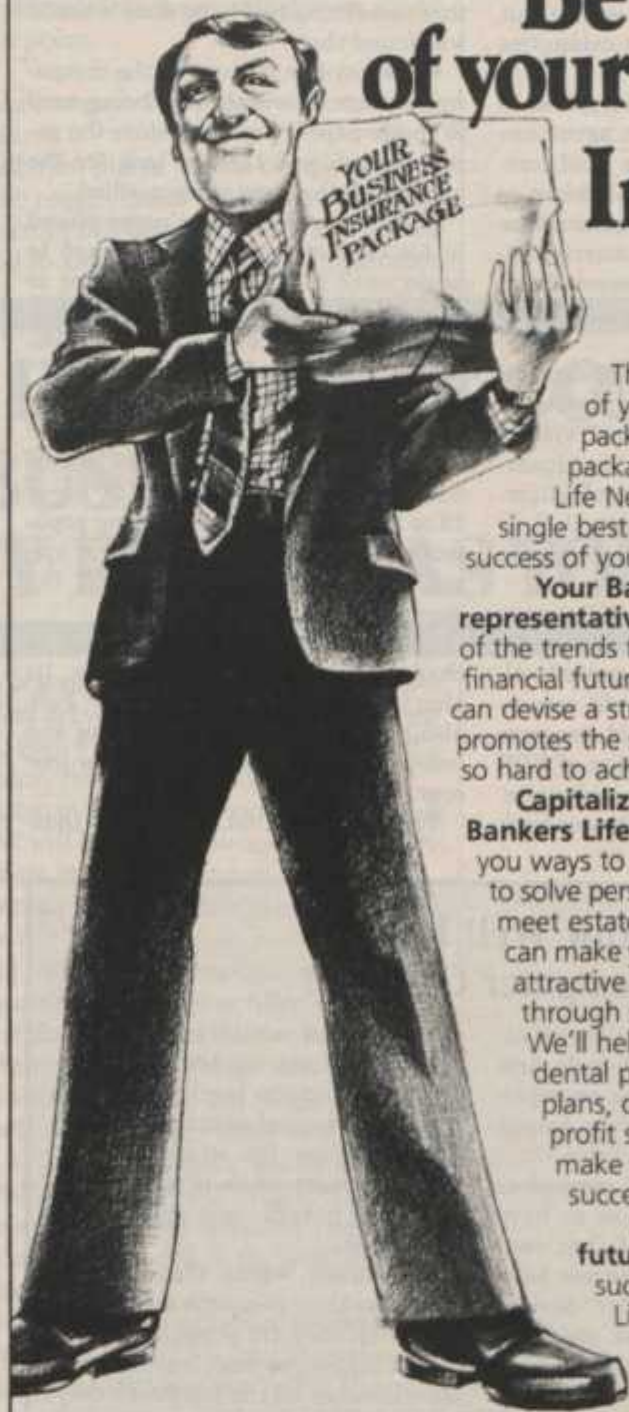 Be
of your
In
YOUR
BUSINESS
INSURANCE
PACKAGE
Th
of y
pack
packa
Life Ne
single best
success of you
Your Ba
representativ
of the trends t
financial futur
can devise a str
promotes the
so hard to ach
Capitaliz
Bankers Life
you ways to
to solve pers
meet estate
can make
attractive
through
We'll hel
dental p
plans, d
profit s
make
succe
futu
suc
Li